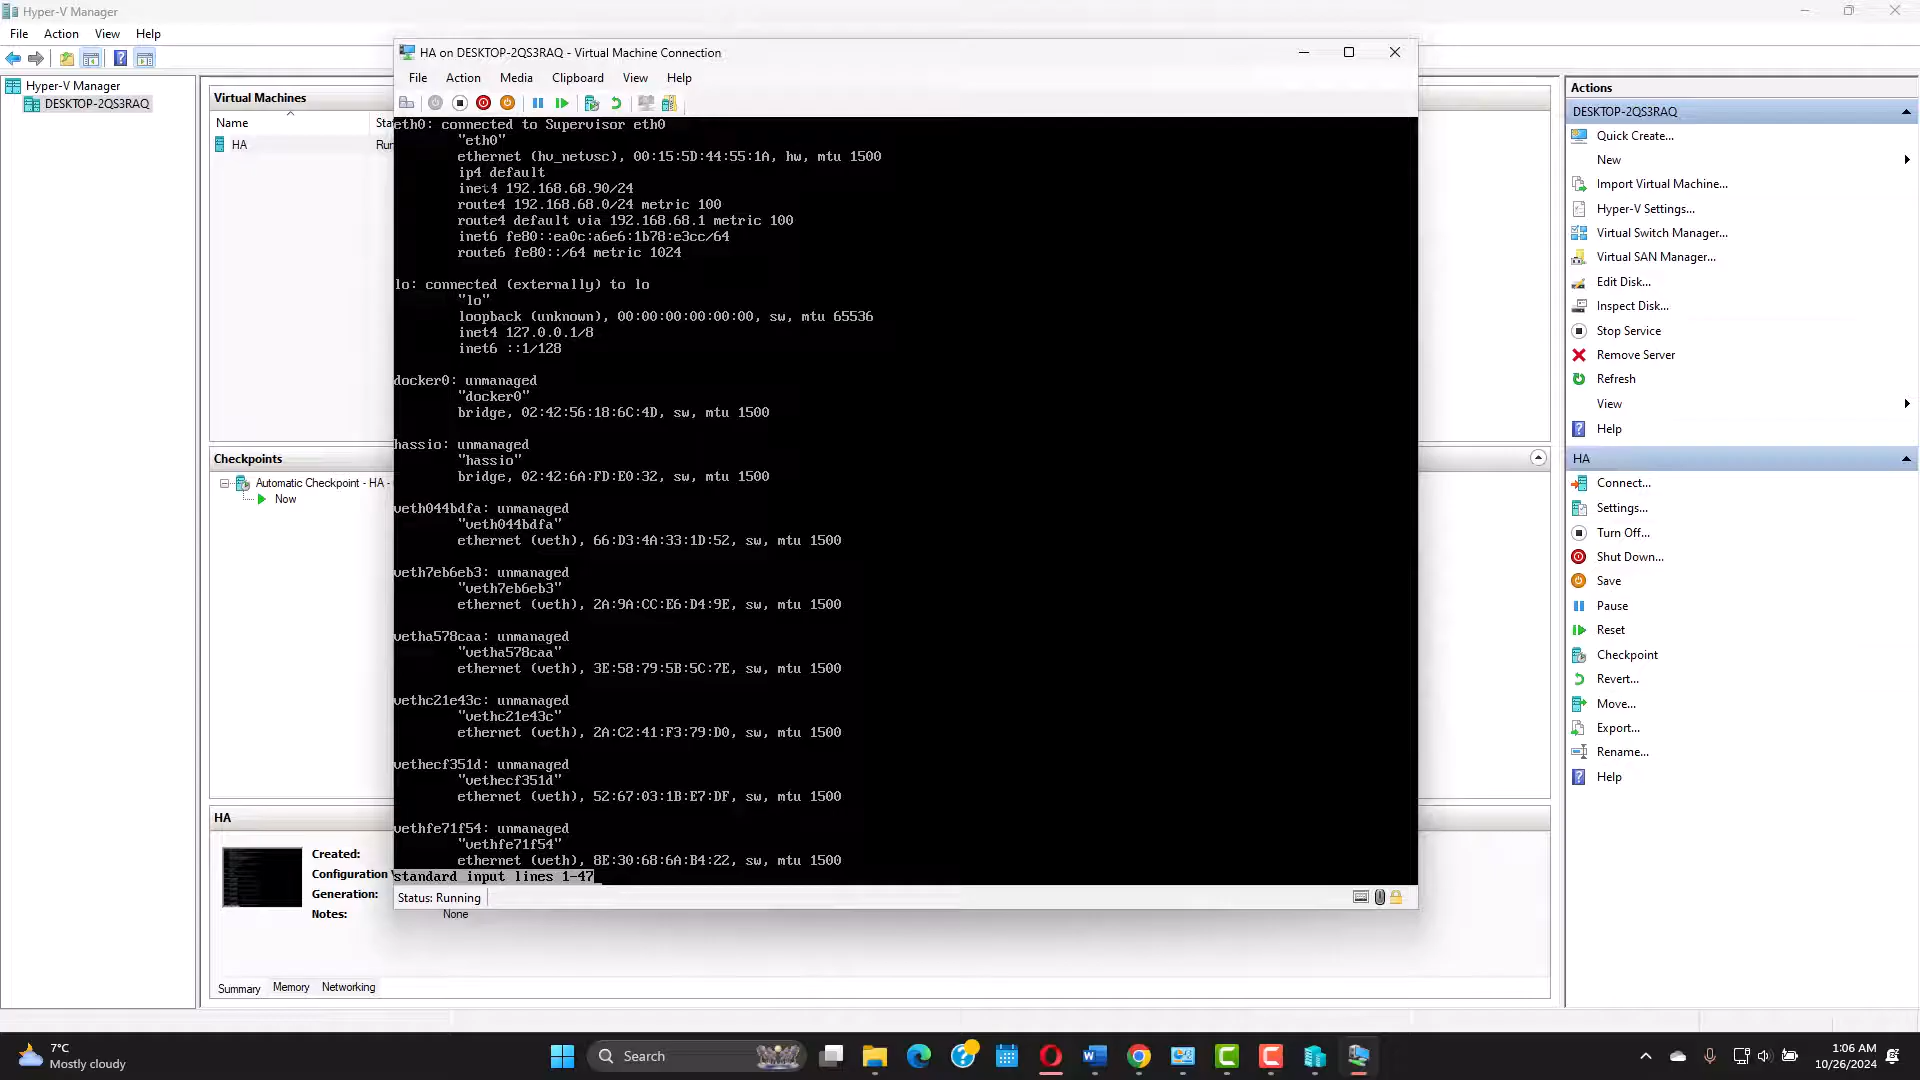 Hyper-V Manager
File Action View Help
Hyper-V Manager
DESKTOP-2QS3RAQ
Virtual Machines
Name Sta
HA Run
Checkpoints
Automatic Checkpoint - HA -
Now
HA
Created:
Configuration
Generation:
Notes: None
Summary Memory Networking
HA on DESKTOP-2QS3RAQ - Virtual Machine Connection
File Action Media Clipboard View Help
eth0: connected to Supervisor eth0
"eth0"
ethernet (hv_netvsc), 00:15:5D:44:55:1A, hw, mtu 1500
ip4 default
inet4 192.168.68.90/24
route4 192.168.68.0/24 metric 100
route4 default via 192.168.68.1 metric 100
inet6 fe80::ea0c:a6e6:1b78:e3cc/64
route6 fe80::/64 metric 1024
lo: connected (externally) to lo
"lo"
loopback (unknown), 00:00:00:00:00:00, sw, mtu 65536
inet4 127.0.0.1/8
inet6 ::1/128
docker0: unmanaged
"docker0"
bridge, 02:42:56:18:6C:4D, sw, mtu 1500
hassio: unmanaged
"hassio"
bridge, 02:42:6A:FD:E0:32, sw, mtu 1500
veth044bdfa: unmanaged
"veth044bdfa"
ethernet (veth), 66:D3:4A:33:1D:52, sw, mtu 1500
veth7eb6eb3: unmanaged
"veth7eb6eb3"
ethernet (veth), 2A:9A:CC:E6:D4:9E, sw, mtu 1500
vetha578caa: unmanaged
"vetha578caa"
ethernet (veth), 3E:58:79:5B:5C:7E, sw, mtu 1500
vethc21e43c: unmanaged
"vethc21e43c"
ethernet (veth), 2A:C2:41:F3:79:D0, sw, mtu 1500
vethecf351d: unmanaged
"vethecf351d"
ethernet (veth), 52:67:03:1B:E7:DF, sw, mtu 1500
vethfe71f54: unmanaged
"vethfe71f54"
ethernet (veth), 8E:30:68:6A:B4:22, sw, mtu 1500
standard input lines 1-47
Status: Running
Actions
DESKTOP-2QS3RAQ
Quick Create...
New
Import Virtual Machine...
Hyper-V Settings...
Virtual Switch Manager...
Virtual SAN Manager...
Edit Disk...
Inspect Disk...
Stop Service
Remove Server
Refresh
View
Help
HA
Connect...
Settings...
Turn Off...
Shut Down...
Save
Pause
Reset
Checkpoint
Revert...
Move...
Export...
Rename...
Help
7°C
Mostly cloudy
Search
1:06 AM
10/26/2024